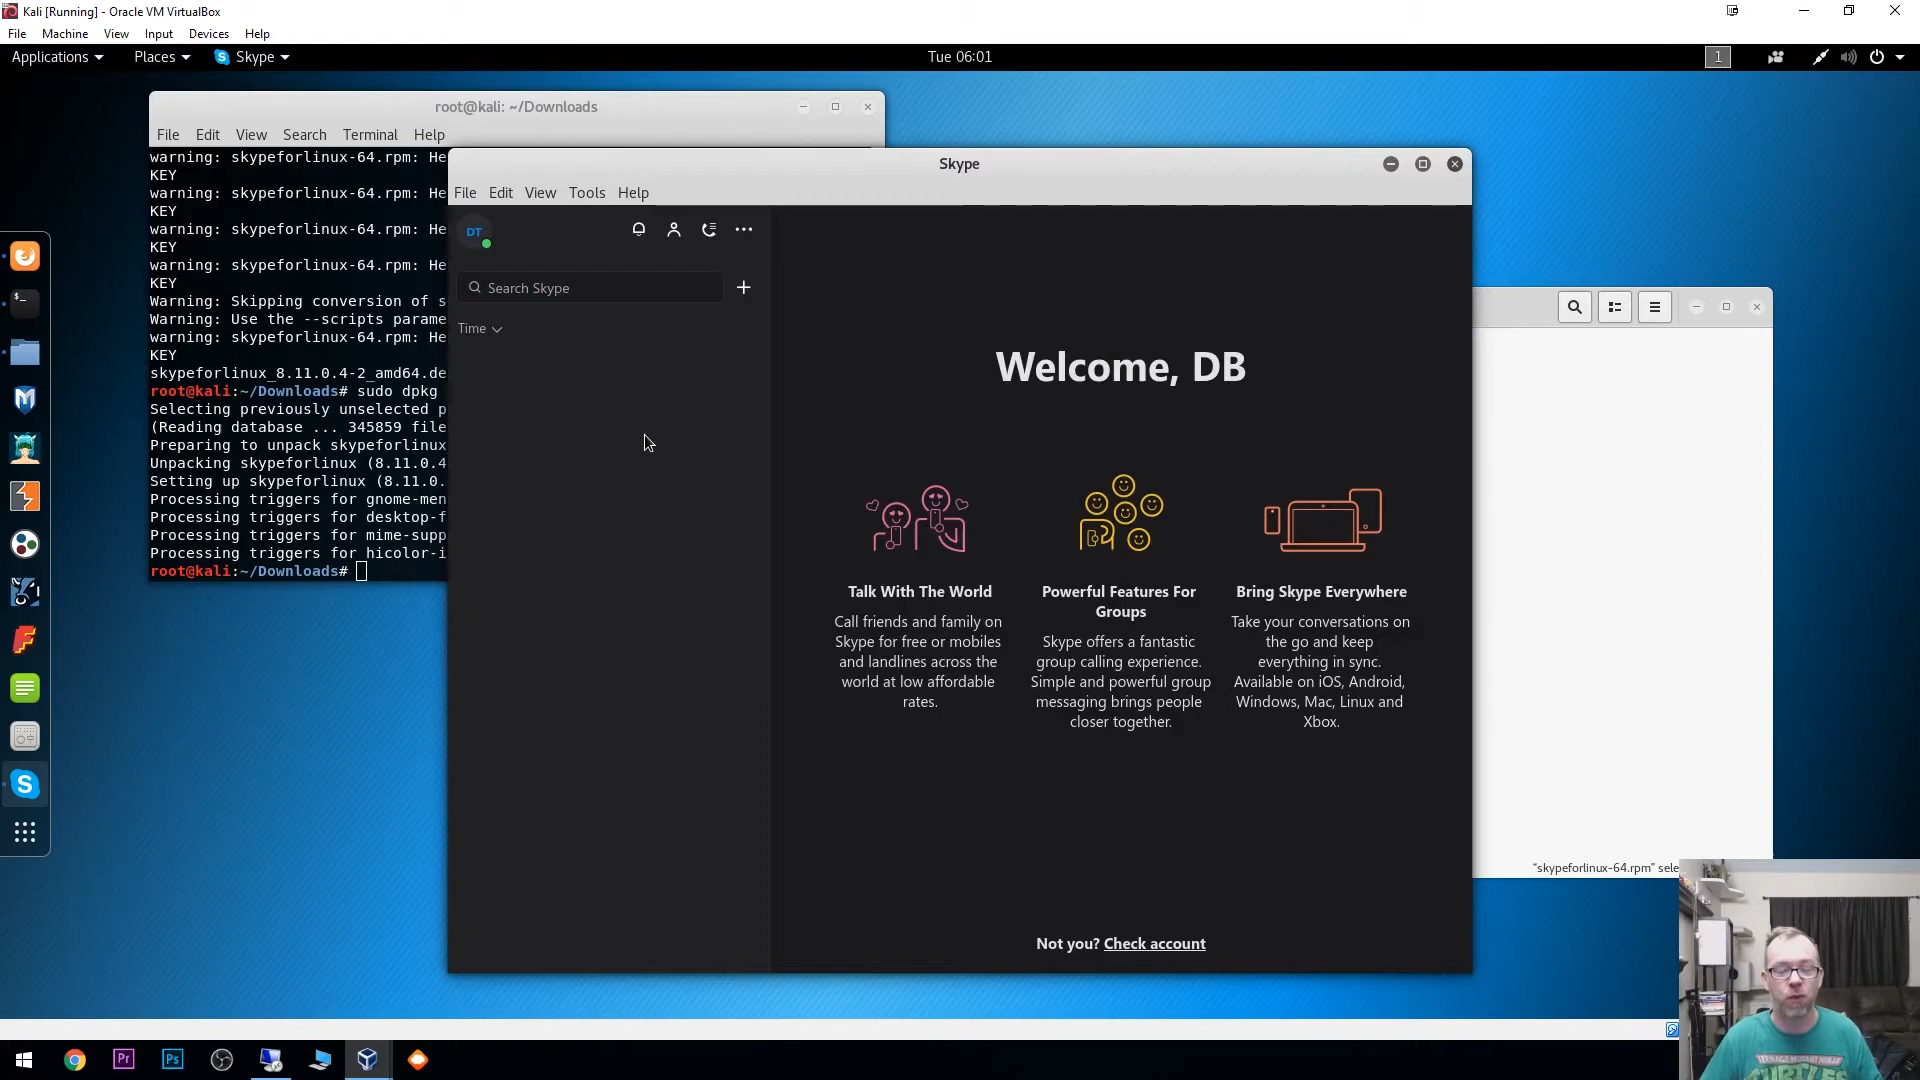 Kali [Running] - Oracle VM VirtualBox
File Machine View Input Devices Help
Applications Places Skype Tue 06:01 1
root@kali: ~/Downloads
File Edit View Search Terminal Help
warning: skypeforlinux-64.rpm: He
KEY
warning: skypeforlinux-64.rpm: He
KEY
warning: skypeforlinux-64.rpm: He
KEY
warning: skypeforlinux-64.rpm: He
KEY
Warning: Skipping conversion of s
Warning: Use the --scripts parame
warning: skypeforlinux-64.rpm: He
KEY
skypeforlinux_8.11.0.4-2_amd64.de
root@kali:~/Downloads# sudo dpkg
Selecting previously unselected p
(Reading database ... 345859 file
Preparing to unpack skypeforlinux
Unpacking skypeforlinux (8.11.0.4
Setting up skypeforlinux (8.11.0.
Processing triggers for gnome-men
Processing triggers for desktop-f
Processing triggers for mime-supp
Processing triggers for hicolor-i
root@kali:~/Downloads#
Skype
File Edit View Tools Help
DT
Search Skype
Time
Welcome, DB
Talk With The World
Call friends and family on
Skype for free or mobiles
and landlines across the
world at low affordable
rates.
Powerful Features For
Groups
Skype offers a fantastic
group calling experience.
Simple and powerful group
messaging brings people
closer together.
Bring Skype Everywhere
Take your conversations on
the go and keep
everything in sync.
Available on iOS, Android,
Windows, Mac, Linux and
Xbox.
Not you? Check account
“skypeforlinux-64.rpm” sele
TEENAGE MUTANT NINJA
TURTLES
Pr
Ps